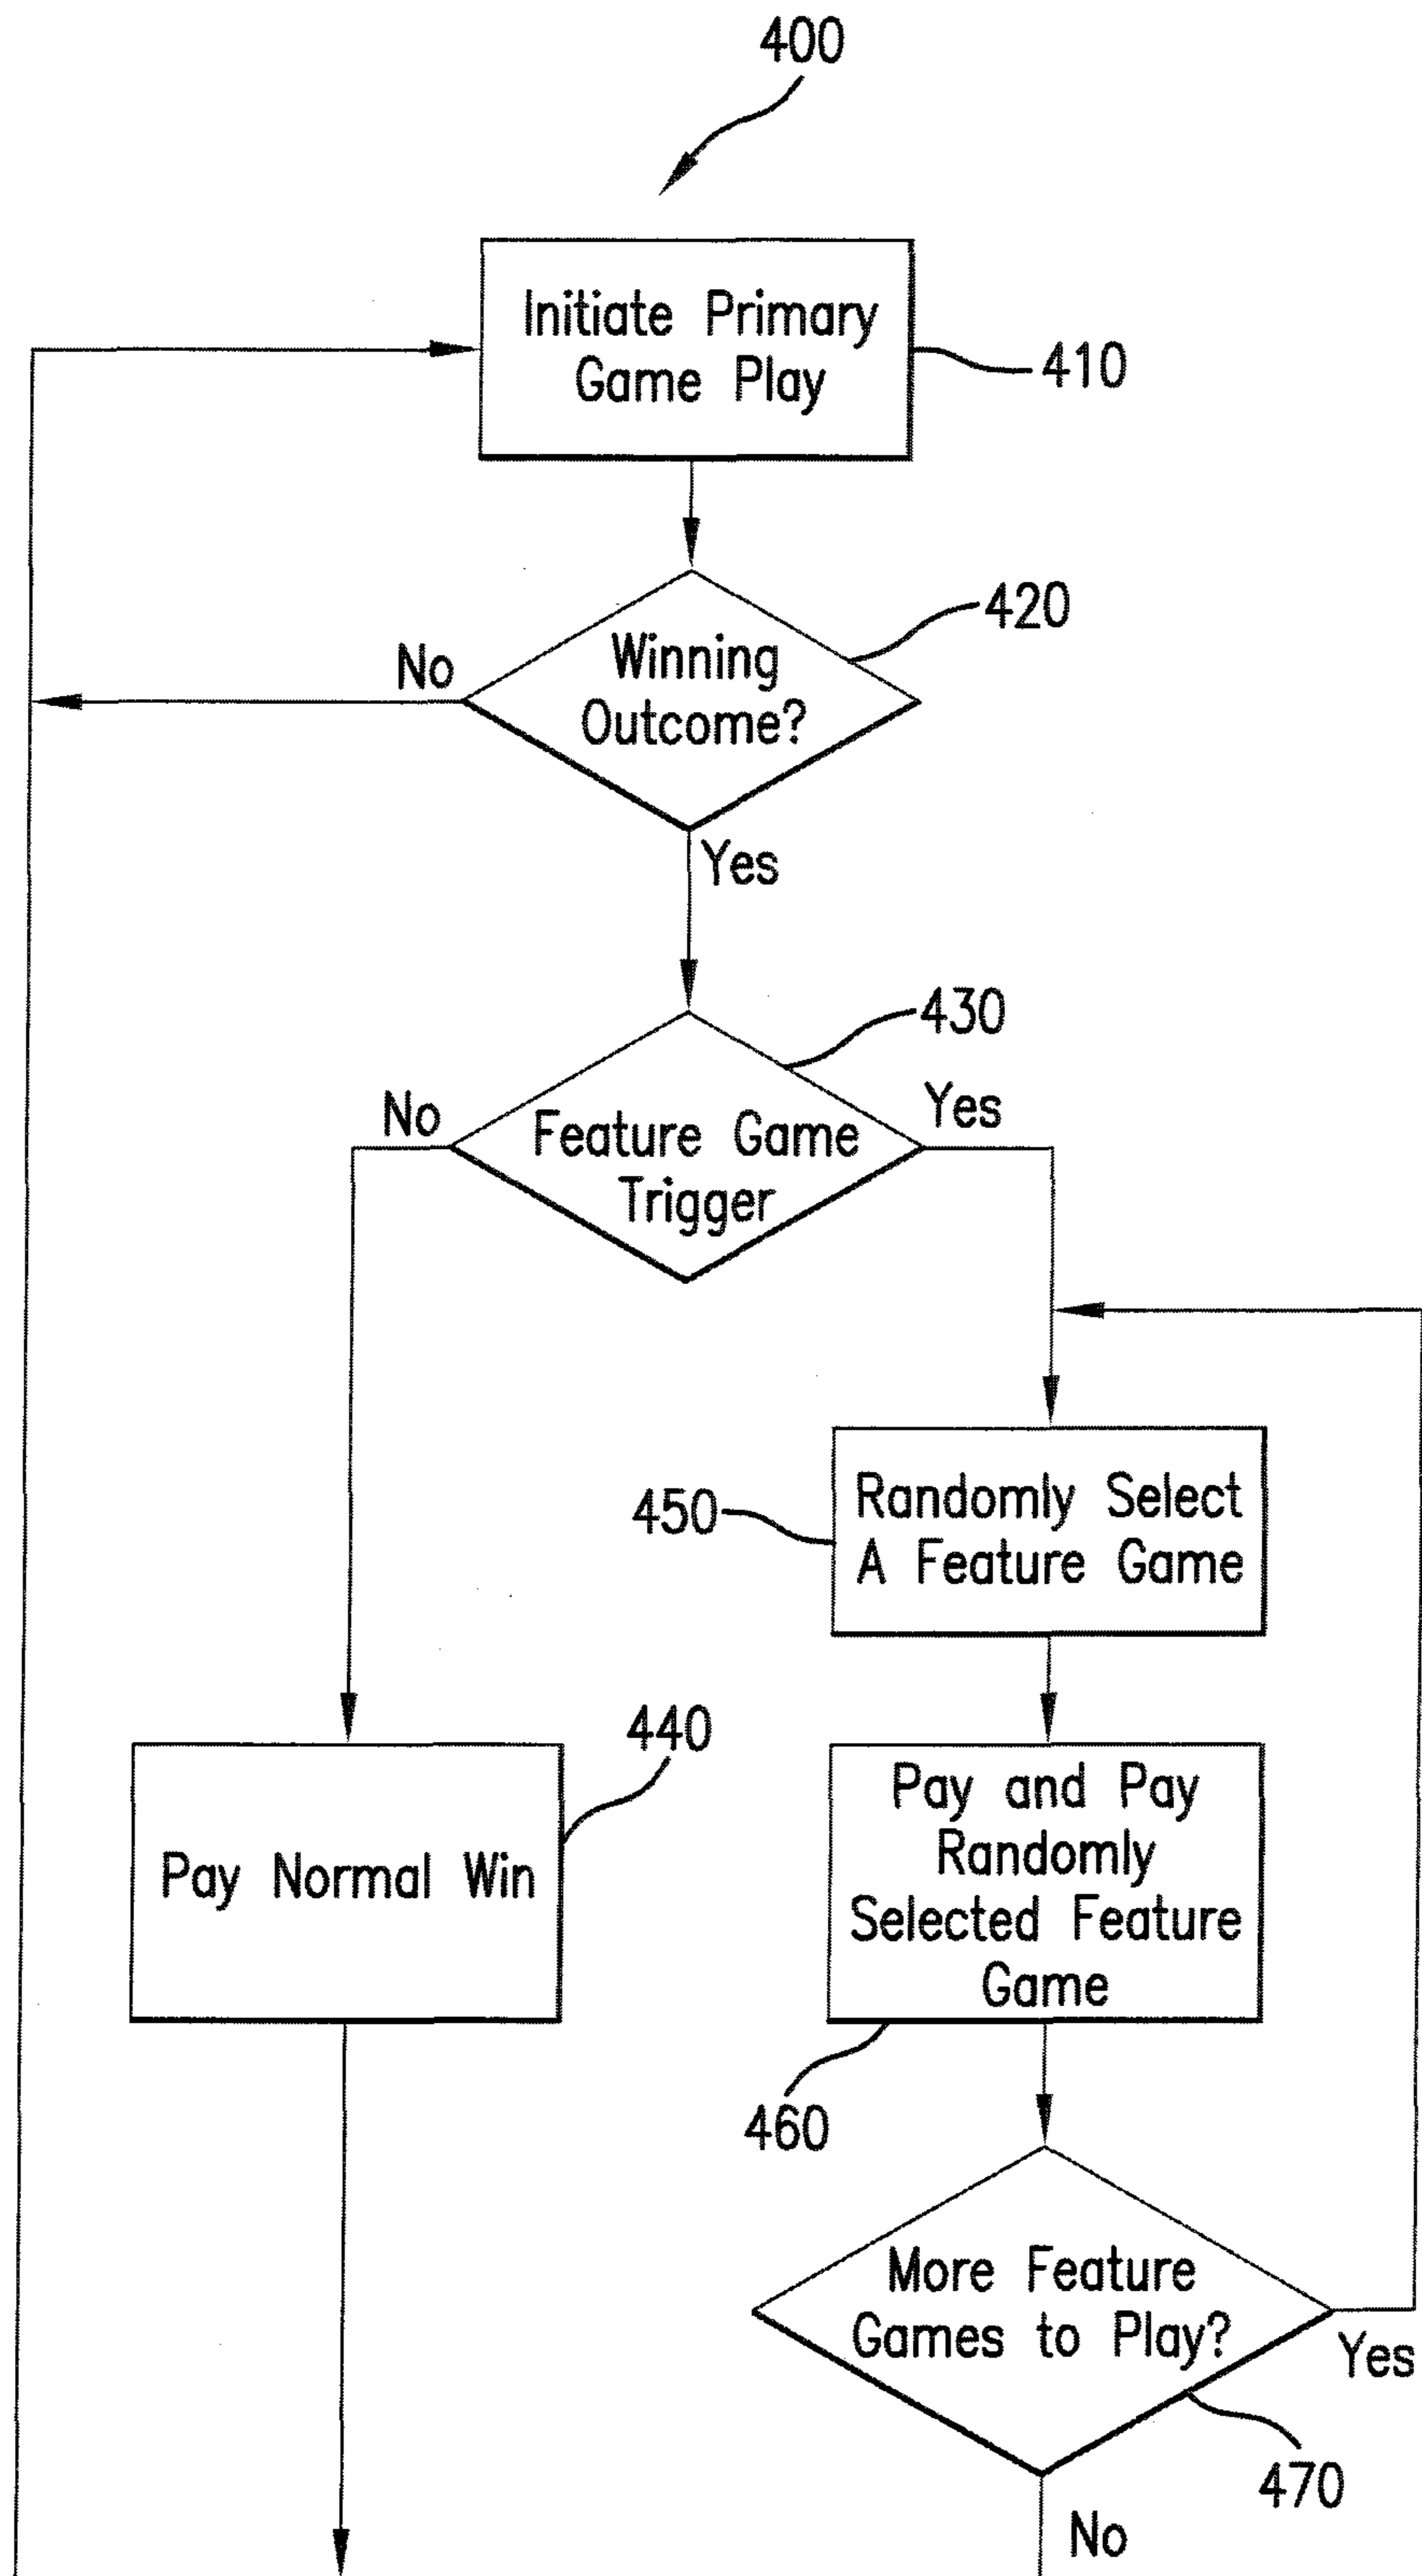 400
Initiate Primary
Game Play
410
420
No
Winning
Outcome?
Yes
430
No
Yes
Feature Game
Trigger
450
Randomly Select
A Feature Game
440
Pay Normal Win
Pay and Pay
Randomly
Selected Feature
Game
460
More Feature
Games to Play?
Yes
470
No